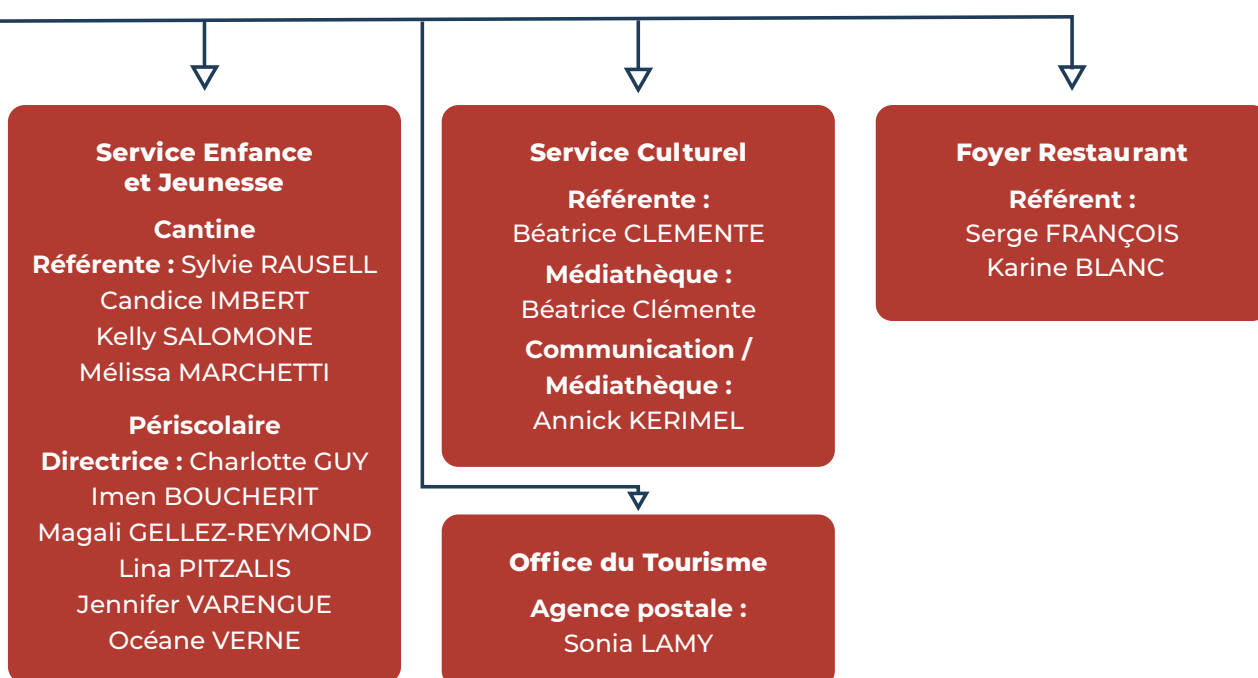 Service Enfance
et Jeunesse
Cantine
Référente : Sylvie RAUSELL
Candice IMBERT
Kelly SALOMONE
Mélissa MARCHETTI
Périscolaire
Directrice : Charlotte GUY
Imen BOUCHERIT
Magali GELLEZ-REYMOND
Lina PITZALIS
Jennifer VARENGUE
Océane VERNE
Service Culturel
Référente :
Béatrice CLEMENTE
Médiathèque :
Béatrice Clémente
Communication /
Médiathèque :
Annick KERIMEL
Office du Tourisme
Agence postale :
Sonia LAMY
Foyer Restaurant
Référent :
Serge FRANÇOIS
Karine BLANC